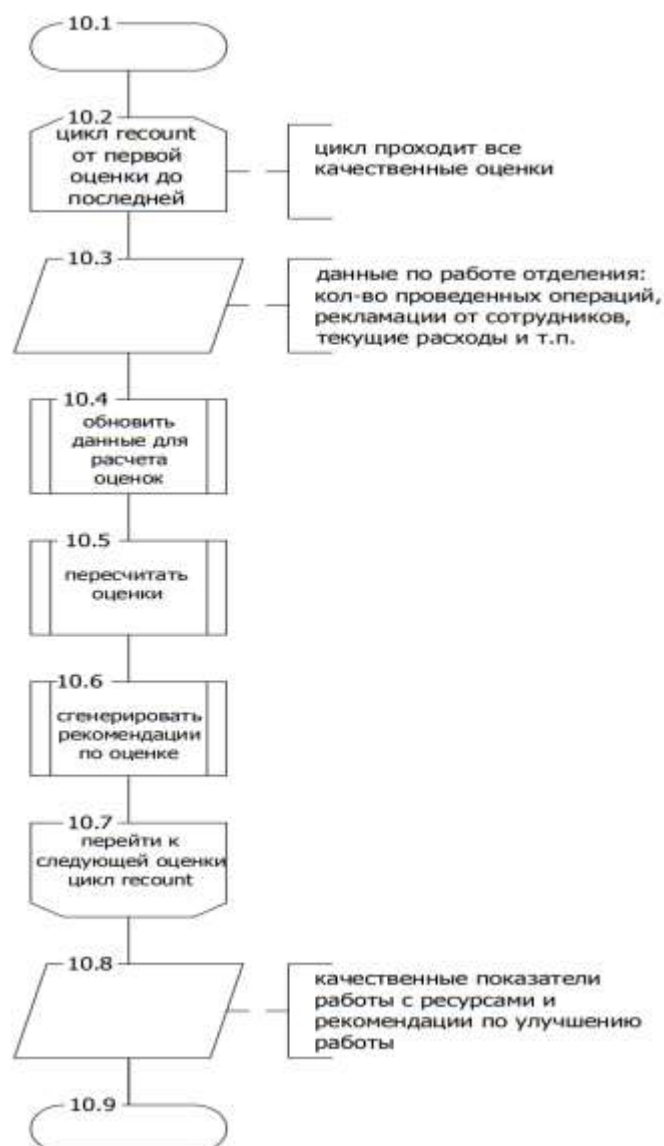 10.1
10.2
цикл recount
от первой
оценки до
последней
цикл проходит все
качественные оценки
10.3
данные по работе отделения:
кол-во проведенных операций,
рекламации от сотрудников,
текущие расходы и т.п.
10.4
обновить
данные для
расчета
оценок
10.5
пересчитать
оценки
10.6
сгенерировать
рекомендации
по оценке
10.7
перейти к
следующей оценки
цикл recount
10.8
качественные показатели
работы с ресурсами и
рекомендации по улучшению
работы
10.9